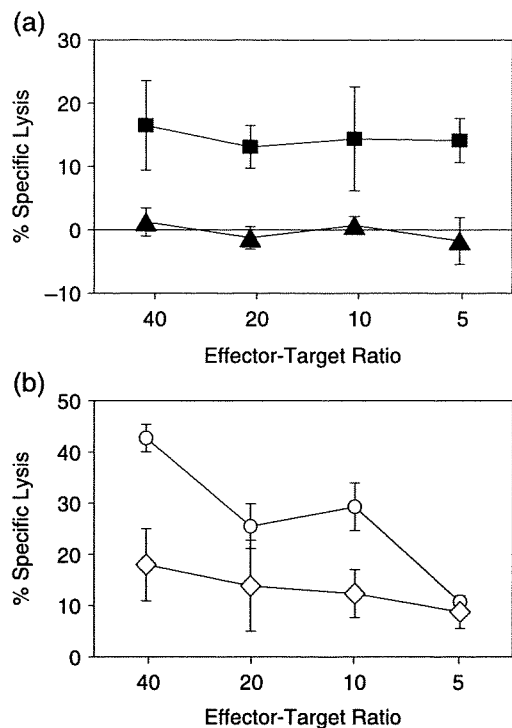 (a)
30
20
10
0
−10
% Specific Lysis
40 20 10 5
Effector-Target Ratio
(b)
50
40
30
20
10
0
% Specific Lysis
40 20 10 5
Effector-Target Ratio